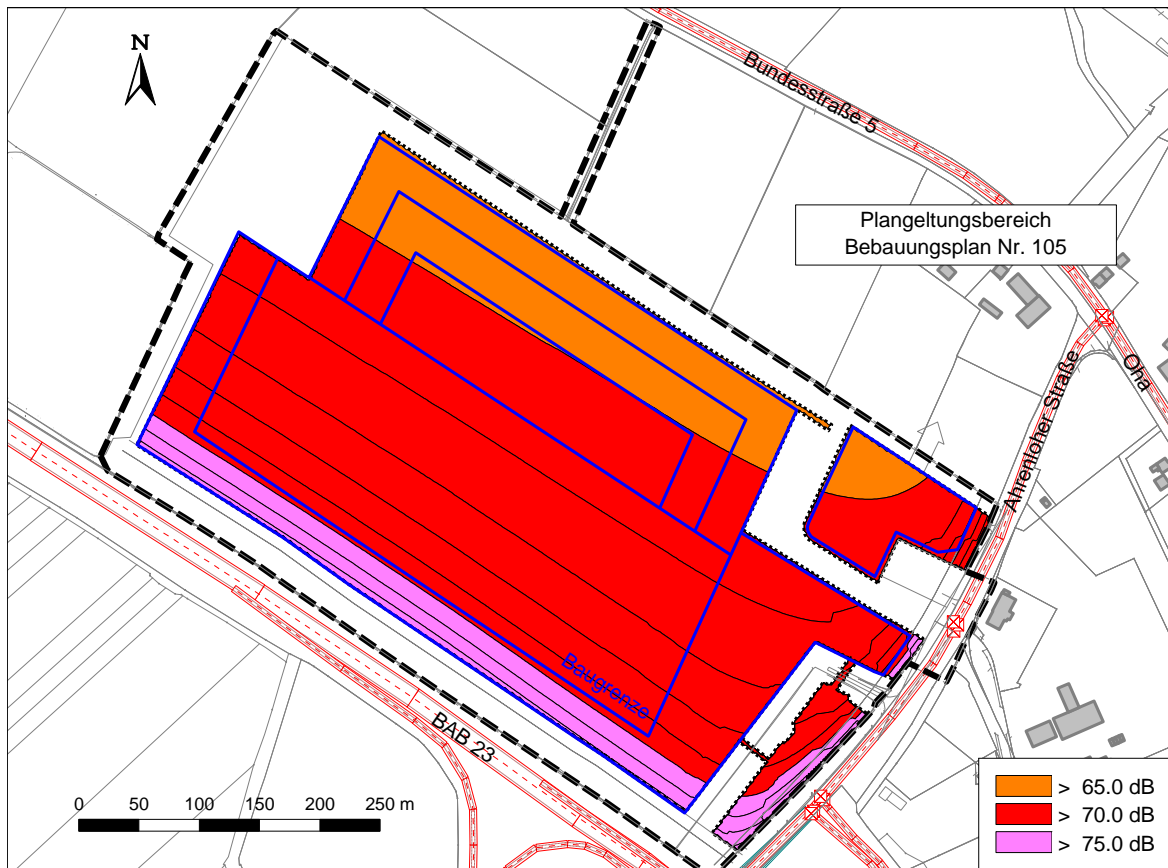 N
Bundesstraße 5
Plangeltungsbereich
Bebauungsplan Nr. 105
Ahrenloher Straße
Oha
Baugrenze
BAB 23
0 50 100 150 200 250 m
> 65.0 dB
> 70.0 dB
> 75.0 dB